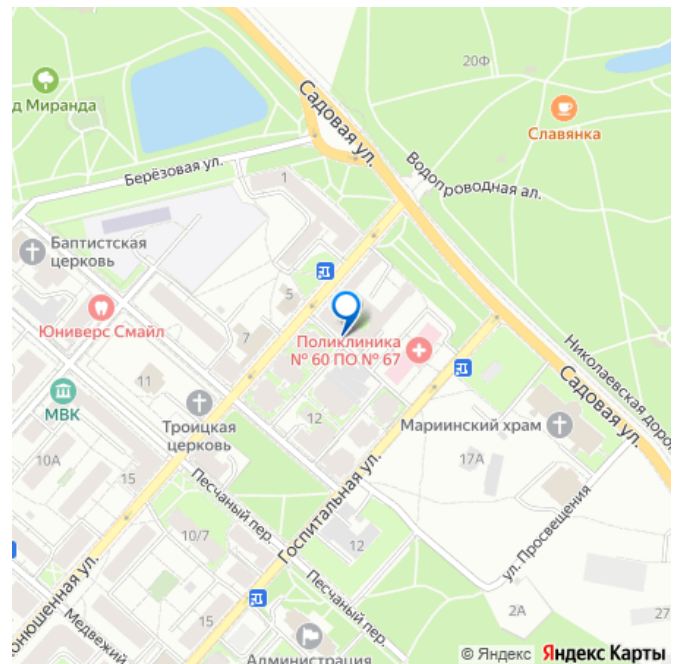 20Ф
д Миранда
Славянка
Садовая ул.
Водопроводная ал.
Берёзовая ул.
1
Баптистская
церковь
5
Юниверс Смайл
7
Поликлиника
№ 60 ПО № 67
Николаевская доро
Садовая ул.
11
МВК
Троицкая
церковь
12
Мариинский храм
17А
10А
15
Песчаный пер.
Госпитальная ул.
ул. Просвещения
10/7
12
онюшенная ул.
Песчаный пер.
Медвежий
15
2А
27
Администрация
© Яндекс Яндекс Карты